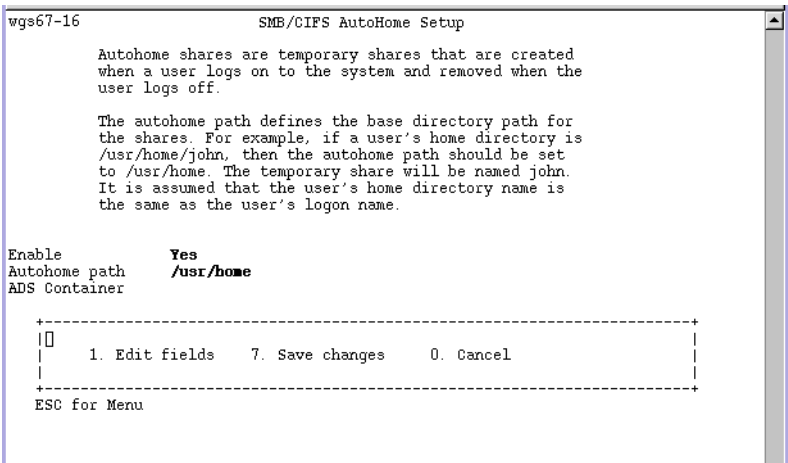 wgs67-16 SMB/CIFS AutoHome Setup
Autohome shares are temporary shares that are created
when a user logs on to the system and removed when the
user logs off.
The autohome path defines the base directory path for
the shares. For example, if a user's home directory is
/usr/home/john, then the autohome path should be set
to /usr/home. The temporary share will be named john.
It is assumed that the user's home directory name is
the same as the user's logon name.
Enable Yes
Autohome path /usr/home
ADS Container
1. Edit fields 7. Save changes 0. Cancel
ESC for Menu